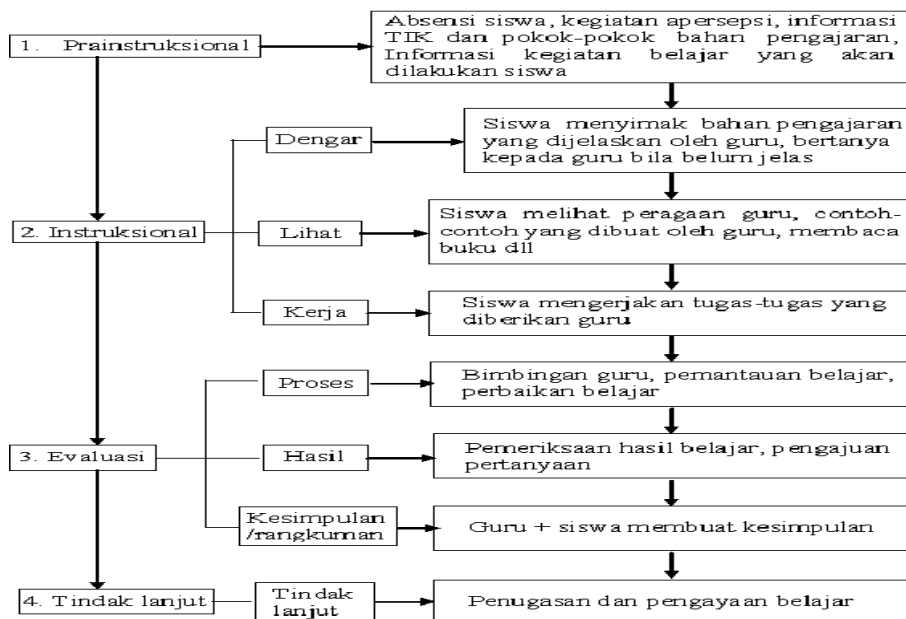 1. Prainstruksional
Absensi siswa, kegiatan apersepsi, informasi
TIK dan pokok-pokok bahan pengajaran,
Informasi kegiatan belajar yang akan
dilakukan siswa
2. Instruksional
Dengar
Siswa menyimak bahan pengajaran
yang dijelaskan oleh guru, bertanya
kepada guru bila belum jelas
Lihat
Siswa melihat peragaan guru, contoh-
contoh yang dibuat oleh guru, membaca
buku dll
Kerja
Siswa mengerjakan tugas-tugas yang
diberikan guru
3. Evaluasi
Proses
Bimbingan guru, pemantauan belajar,
perbaikan belajar
Hasil
Pemeriksaan hasil belajar, pengajuan
pertanyaan
Kesimpulan
/rangkuman
Guru + siswa membuat kesimpulan
4. Tindak lanjut
Tindak
lanjut
Penugasan dan pengayaan belajar